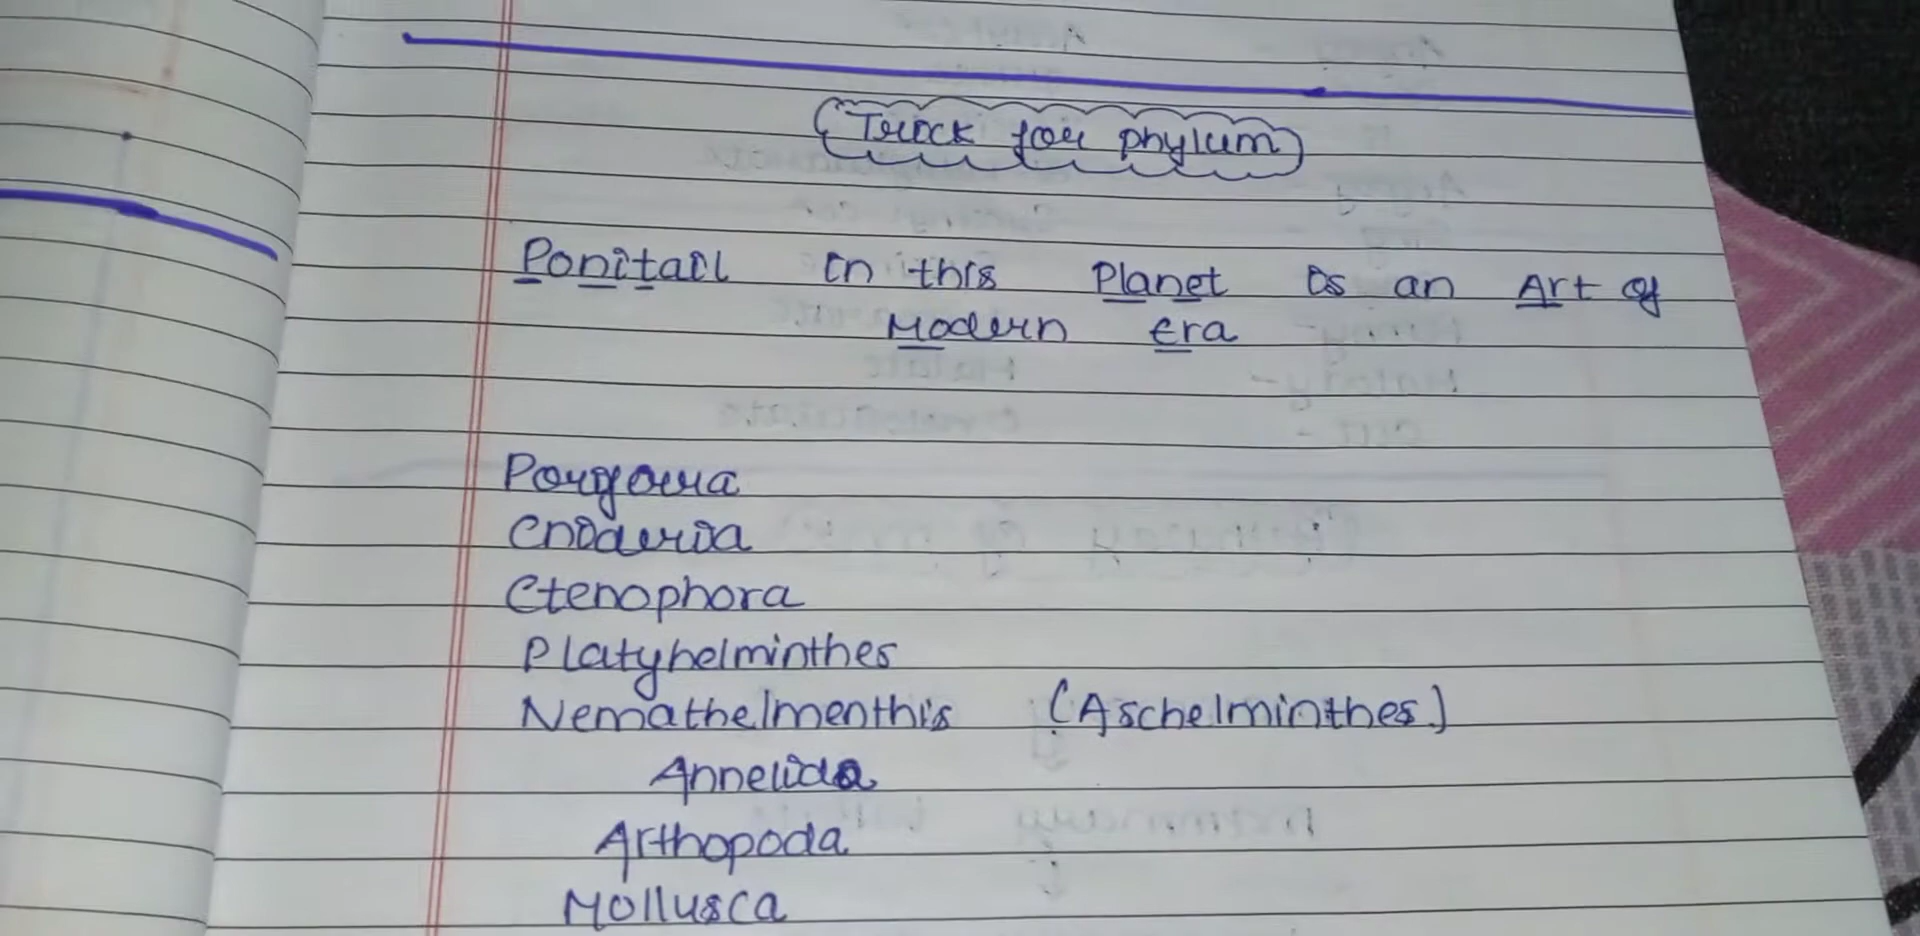 Trick for phylum
Ponitail in this Planet is an Art of
Modern era
Porifera
Cnidaria
Ctenophora
Platyhelminthes
Nemathelmenthis (Aschelminthes)
Annelida
Arthopoda
Mollusca